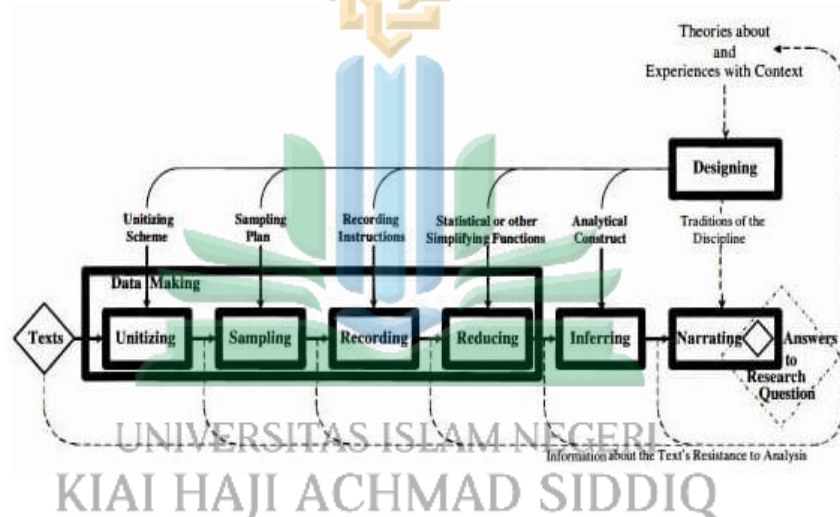 Theories about
and
Experiences with Context
Designing
Unitizing
Scheme
Sampling
Plan
Recording
Instructions
Statistical or other
Simplifying Functions
Analytical
Construct
Traditions of the
Discipline
Data Making
Texts
Unitizing
Sampling
Recording
Reducing
Inferring
Narrating
Answers
to
Research
Question
UNIVERSITAS ISLAM NEGERI
Information about the Text's Resistance to Analysis
KIAI HAJI ACHMAD SIDDIQ